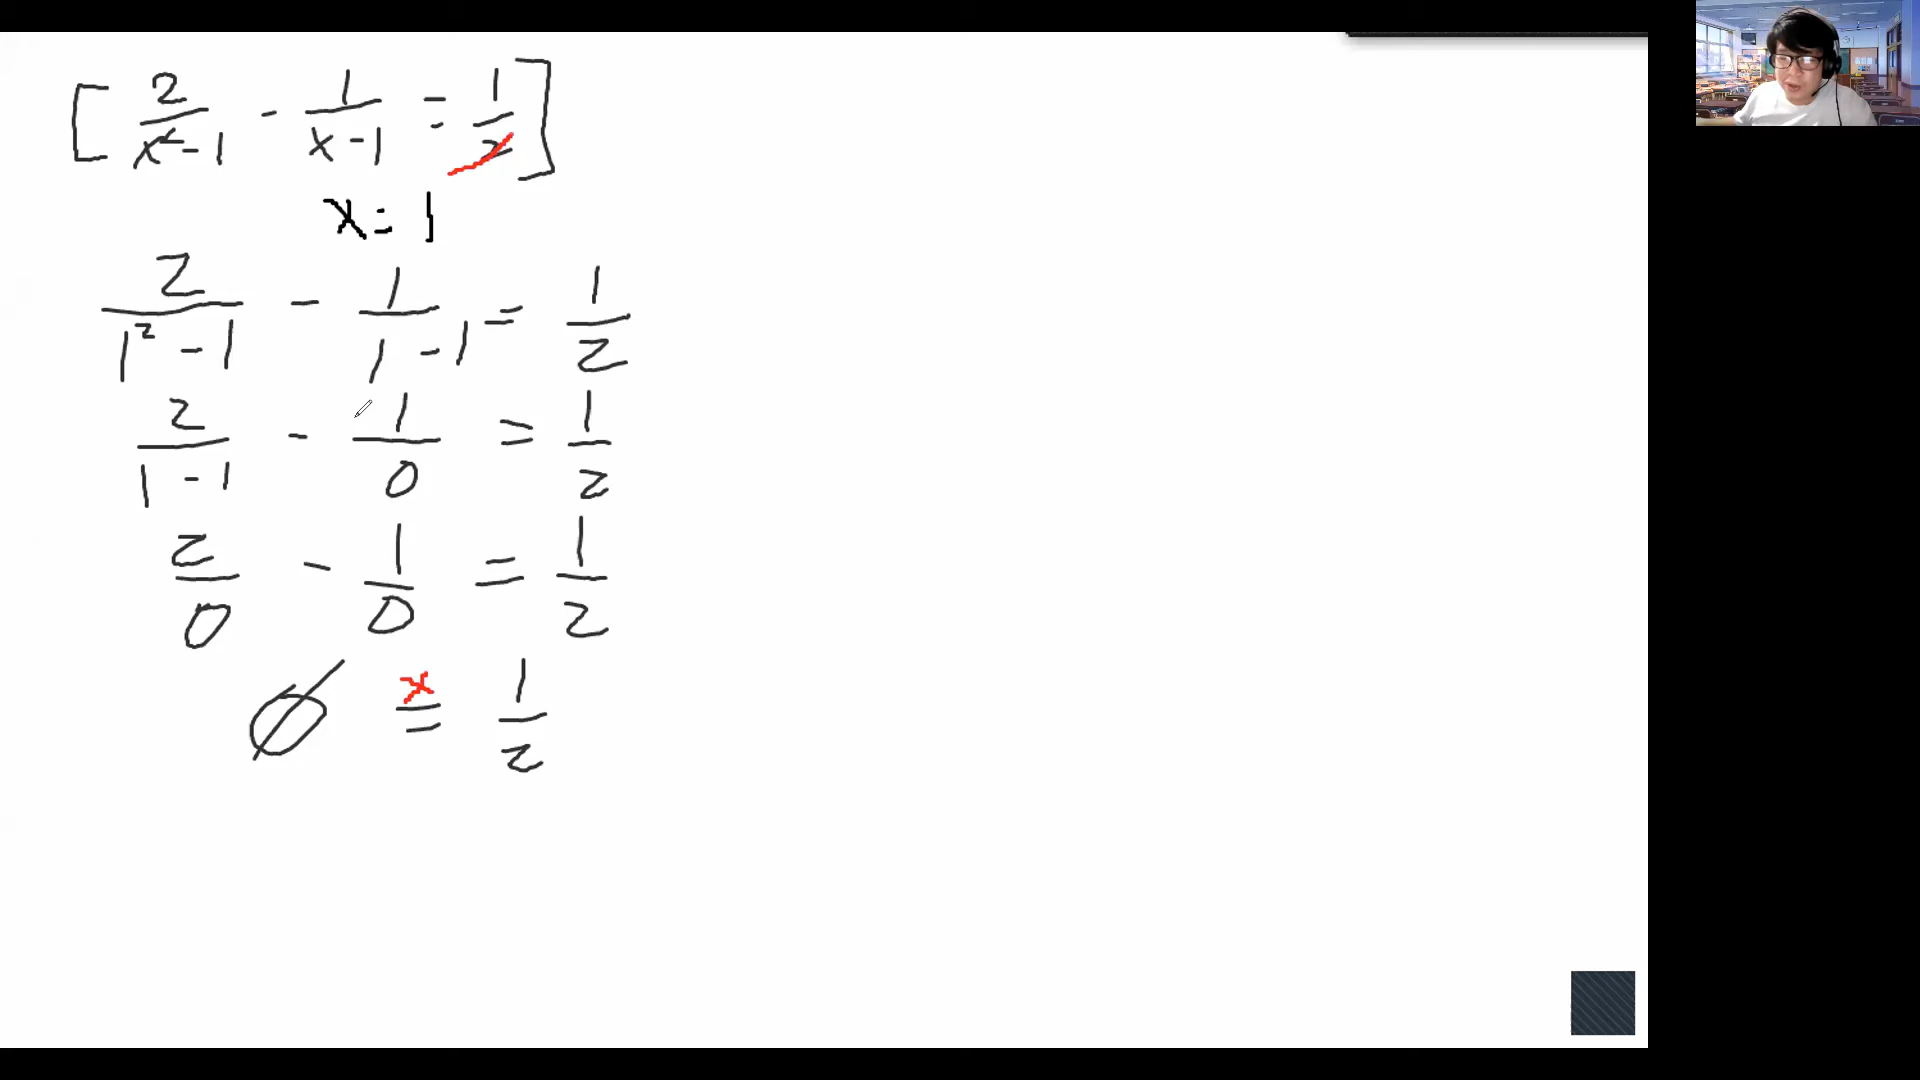 [ 2/(x²-1) - 1/(x-1) = 1/2 ]
x = 1
2/(1²-1) - 1/(1-1) = 1/2
2/(1-1) - 1/0 = 1/2
2/0 - 1/0 = 1/2
∅ = 1/2
x